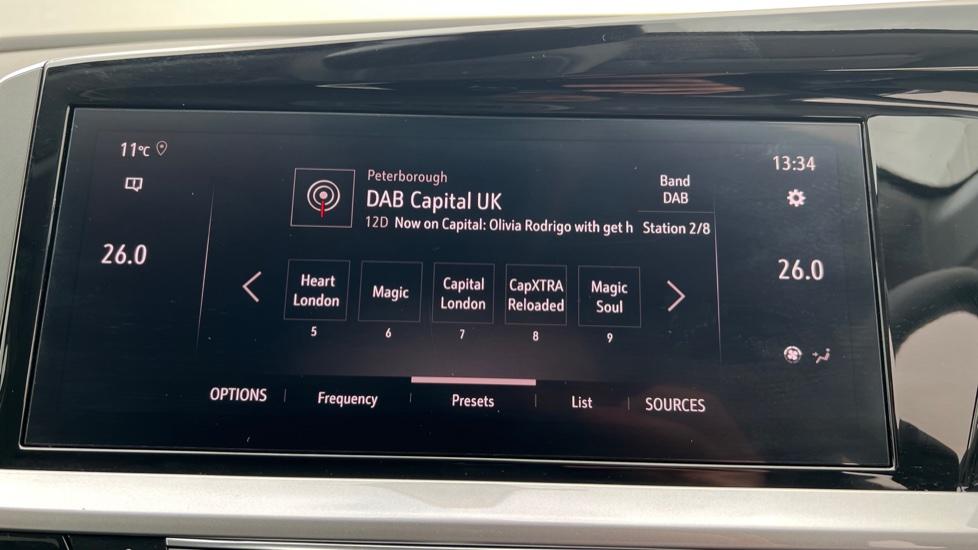 11°C
13:34
Peterborough
DAB Capital UK
12D Now on Capital: Olivia Rodrigo with get h
Band
DAB
Station 2/8
26.0
26.0
Heart
London
5
Magic
6
Capital
London
7
CapXTRA
Reloaded
8
Magic
Soul
9
OPTIONS
Frequency
Presets
List
SOURCES